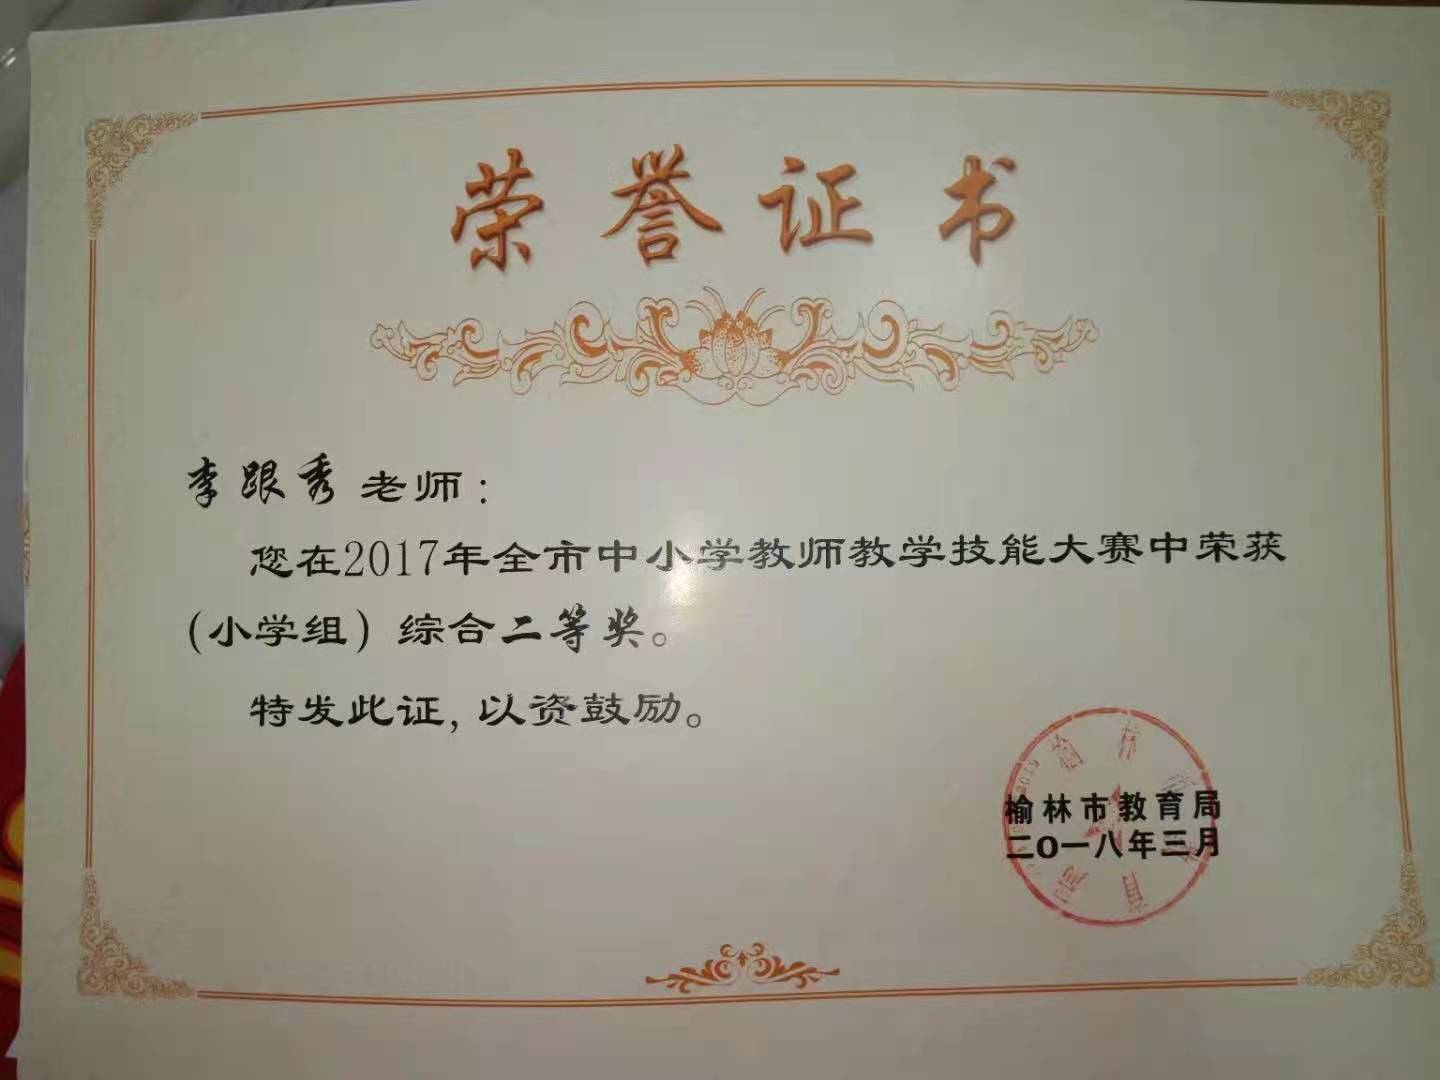 荣誉证书
李跟秀老师：
您在2017年全市中小学教师教学技能大赛中荣获
（小学组）综合二等奖。
特发此证，以资鼓励。
榆林市教育局
二〇一八年三月